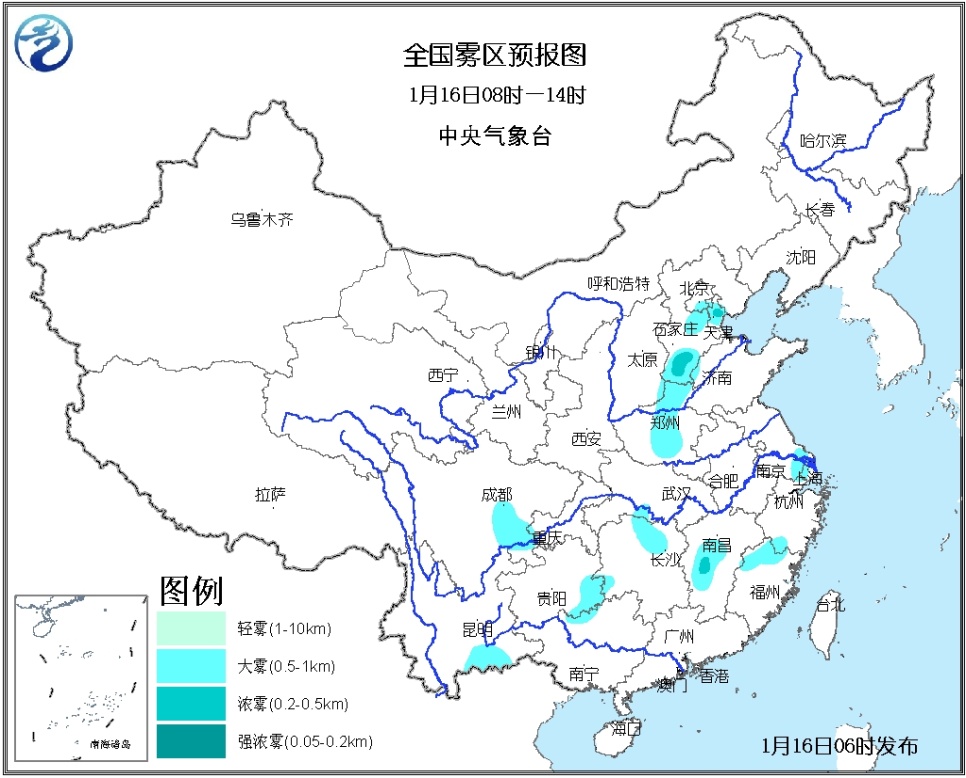 全国雾区预报图
1月16日08时—14时
中央气象台
哈尔滨
长春
乌鲁木齐
沈阳
呼和浩特
北京
石家庄
天津
银川
太原
西宁
济南
兰州
郑州
西安
南京
上海
合肥
拉萨
成都
武汉
杭州
重庆
南昌
长沙
贵阳
福州
台北
昆明
广州
南宁
香港
澳门
海口
图例
轻雾(1-10km)
大雾(0.5-1km)
浓雾(0.2-0.5km)
强浓雾(0.05-0.2km)
南海诸岛
1月16日06时发布